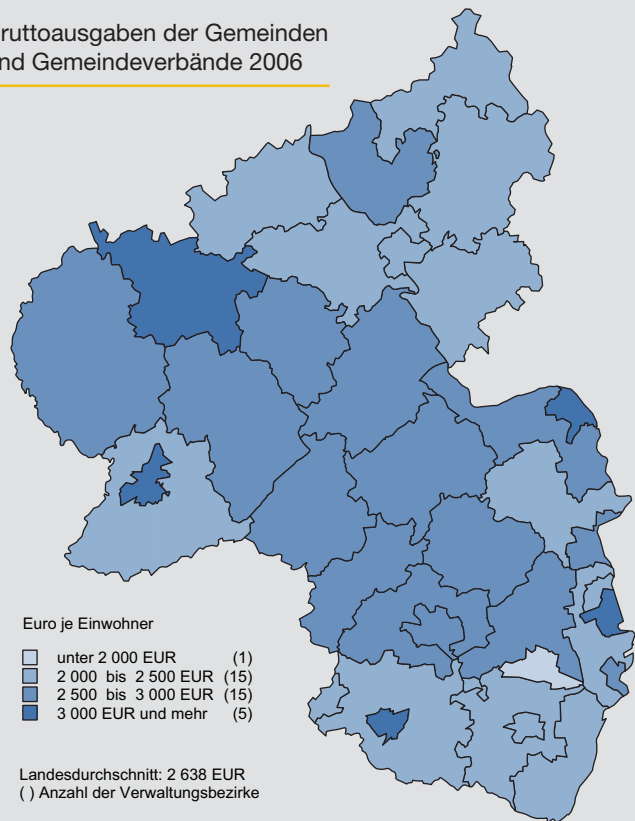 ruttoausgaben der Gemeinden
nd Gemeindeverbände 2006
Euro je Einwohner
unter 2 000 EUR (1)
2 000 bis 2 500 EUR (15)
2 500 bis 3 000 EUR (15)
3 000 EUR und mehr (5)
Landesdurchschnitt: 2 638 EUR
( ) Anzahl der Verwaltungsbezirke